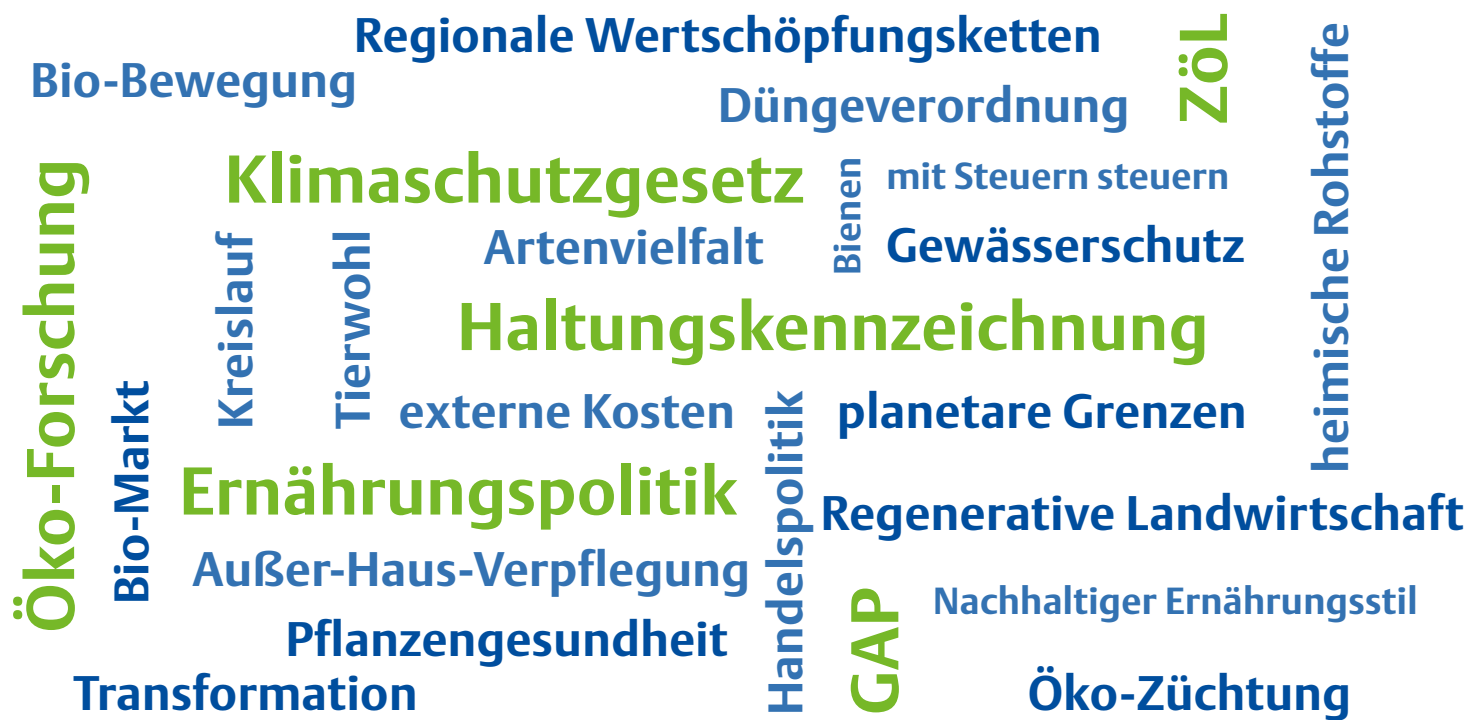 Regionale Wertschöpfungsketten
ZöL
heimische Rohstoffe
Bio-Bewegung
Düngeverordnung
Klimaschutzgesetz
Bienen
mit Steuern steuern
Öko-Forschung
Kreislauf
Tierwohl
Artenvielfalt
Gewässerschutz
Haltungskennzeichnung
Bio-Markt
externe Kosten
Handelspolitik
planetare Grenzen
Ernährungspolitik
Regenerative Landwirtschaft
Außer-Haus-Verpflegung
GAP
Nachhaltiger Ernährungsstil
Pflanzengesundheit
Transformation
Öko-Züchtung